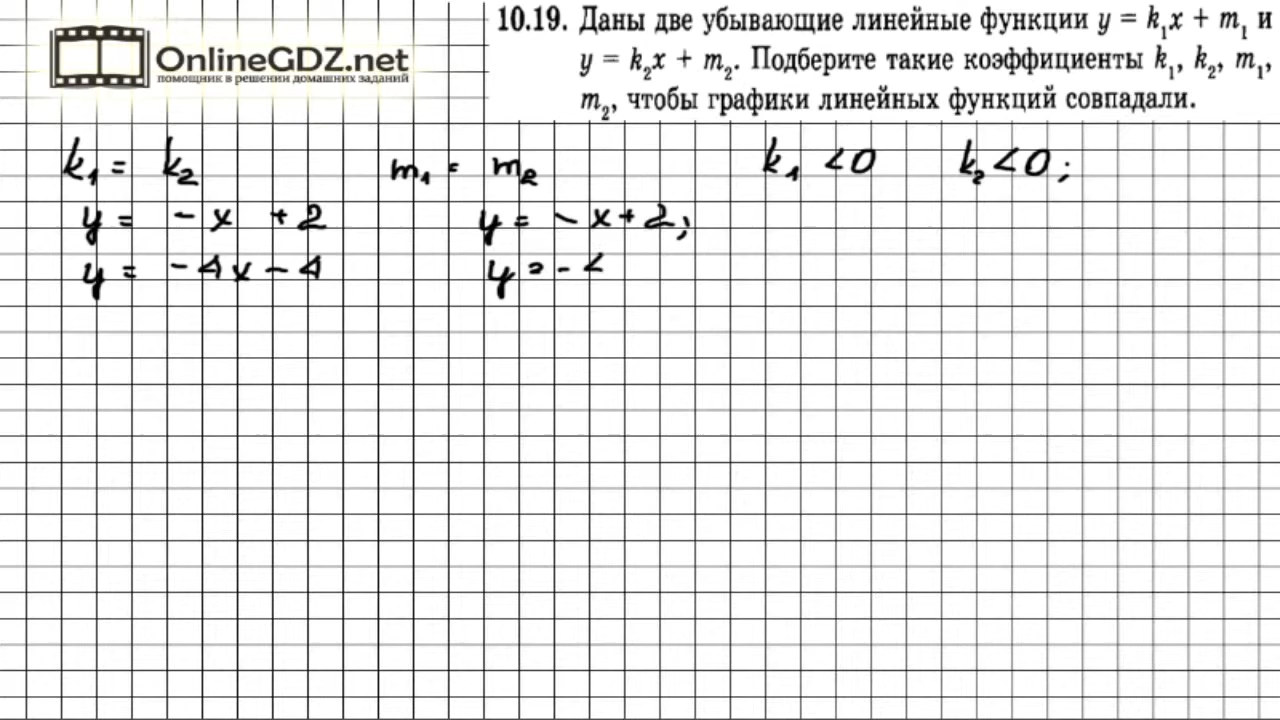 OnlineGDZ.net
помощник в решении домашних заданий
10.19. Даны две убывающие линейные функции y = k₁x + m₁ и
y = k₂x + m₂. Подберите такие коэффициенты k₁, k₂, m₁,
m₂, чтобы графики линейных функций совпадали.
k₁ = k₂ m₁ = m₂ k₁ < 0 k₂ < 0;
y = - x + 2 y = - x + 2;
y = - 4x - 4 y = - 4